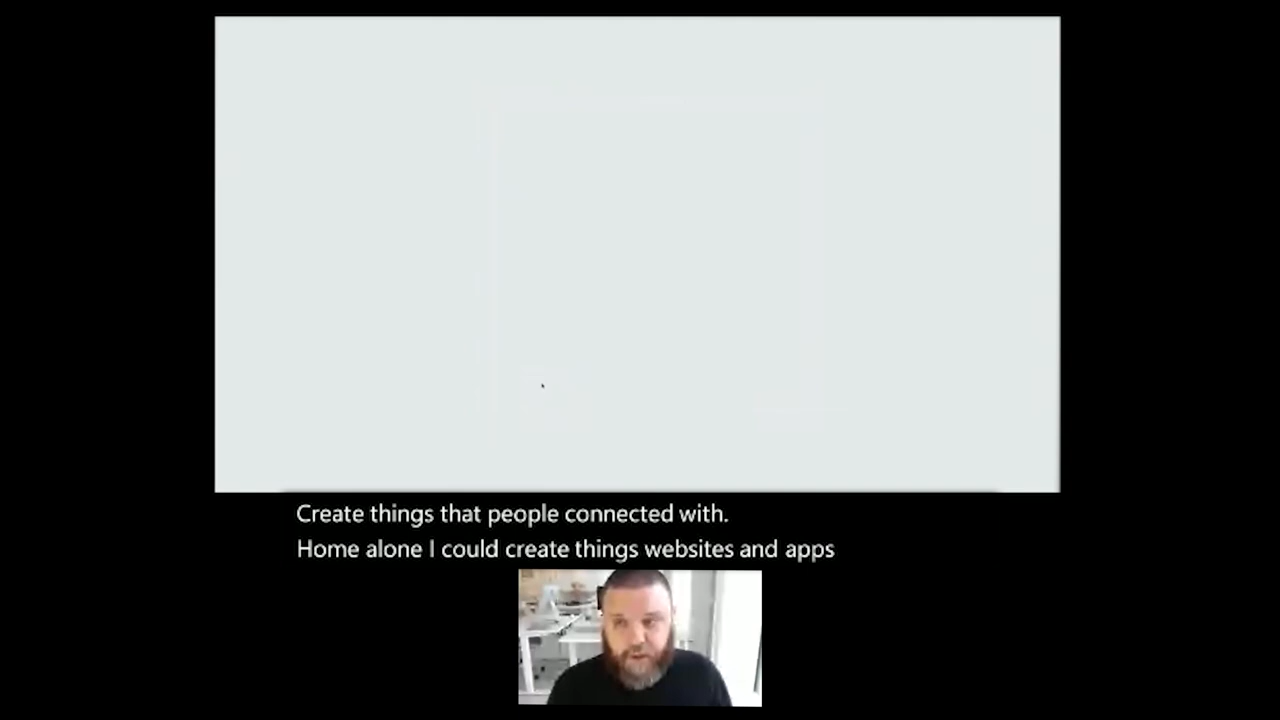 Create things that people connected with.
Home alone I could create things websites and apps